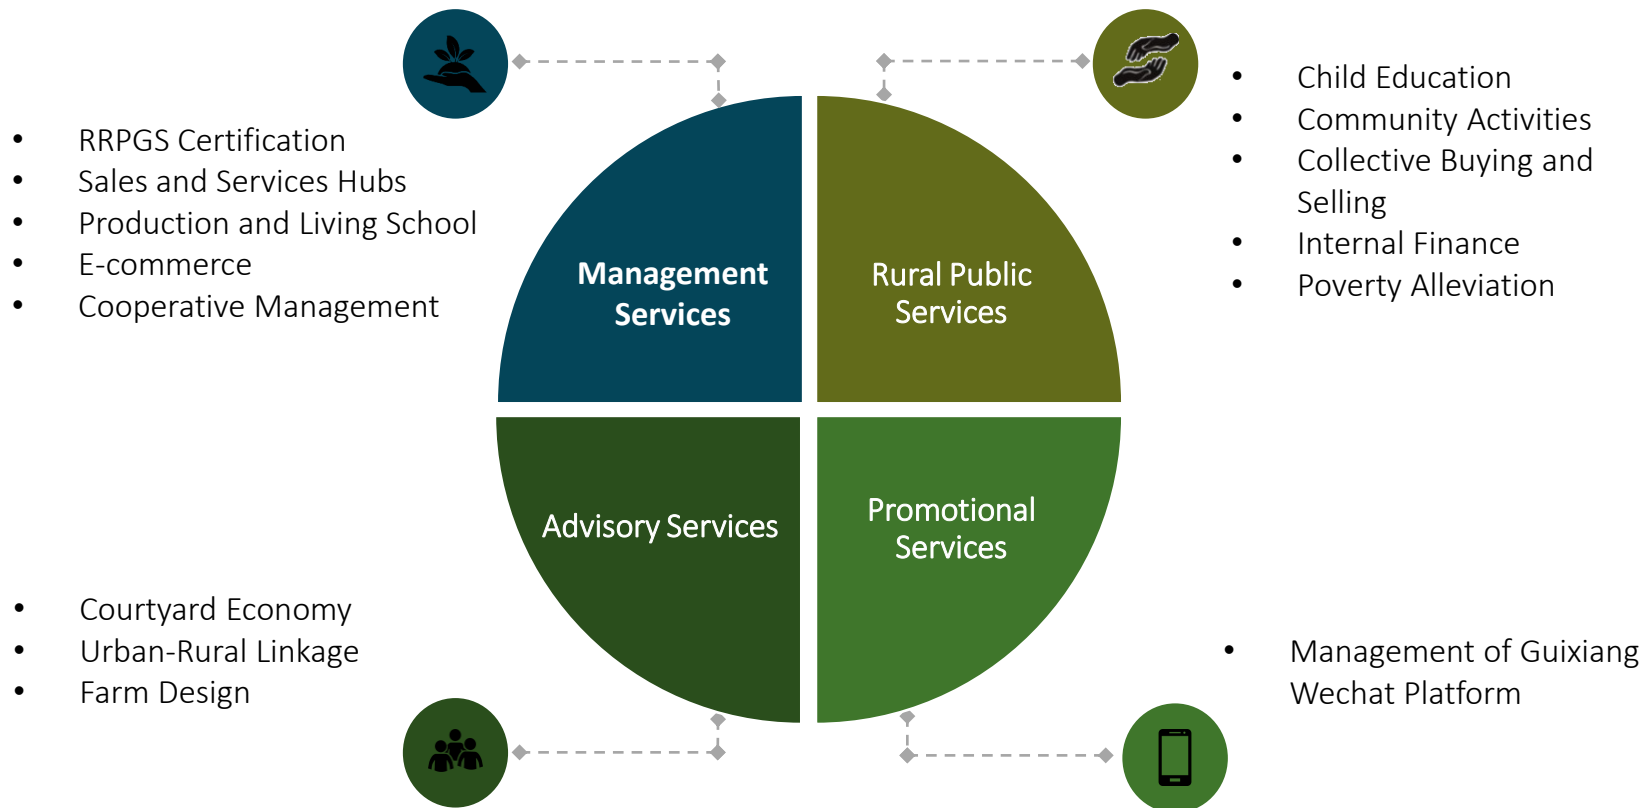 • RRPGS Certification
• Sales and Services Hubs
• Production and Living School
• E-commerce
• Cooperative Management
Management
Services
Rural Public
Services
• Child Education
• Community Activities
• Collective Buying and
Selling
• Internal Finance
• Poverty Alleviation
Advisory Services
Promotional
Services
• Courtyard Economy
• Urban-Rural Linkage
• Farm Design
• Management of Guixiang
Wechat Platform